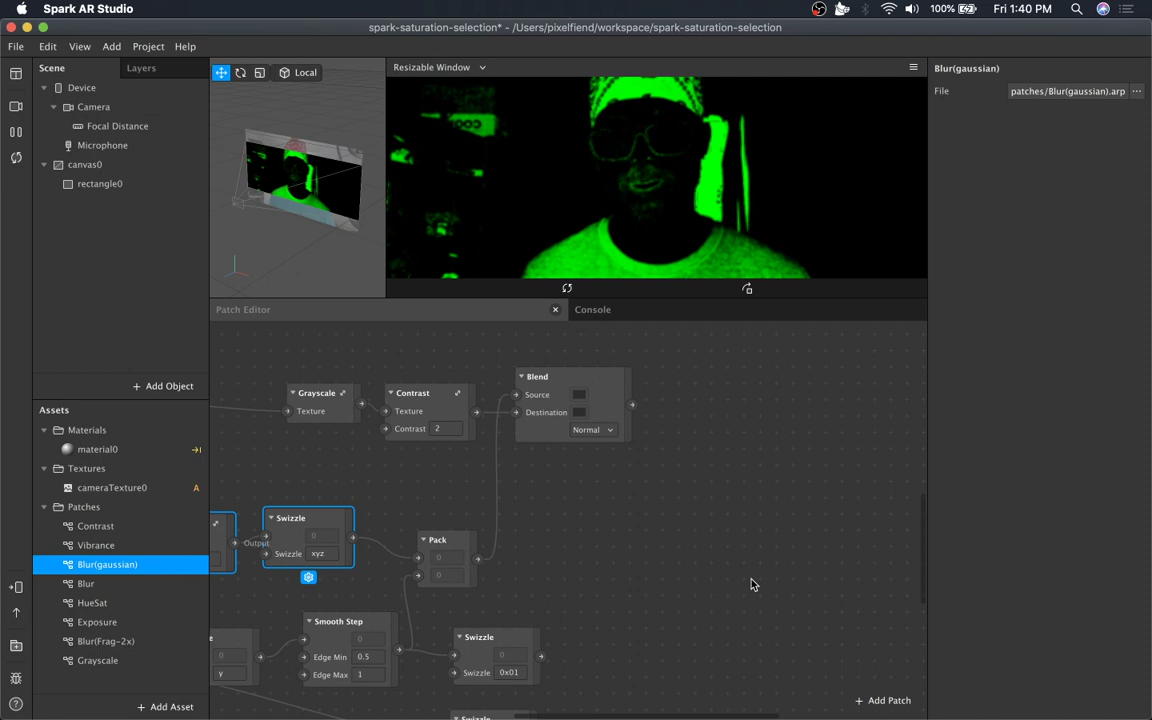 Spark AR Studio
100%
Fri 1:40 PM
spark-saturation-selection* - /Users/pixelfiend/workspace/spark-saturation-selection
File Edit View Add Project Help
Scene
Layers
Device
Camera
Focal Distance
Microphone
canvas0
rectangle0
+ Add Object
Local
Resizable Window
Blur(gaussian)
File patches/Blur(gaussian).arp ...
Patch Editor
Console
Assets
Materials
material0
Textures
cameraTexture0 A
Patches
Contrast
Vibrance
Blur(gaussian)
Blur
HueSat
Exposure
Blur(Frag-2x)
Grayscale
+ Add Asset
Grayscale
Texture
Contrast
Texture
Contrast 2
Blend
Source
Destination
Normal
Output
Swizzle
0
Swizzle xyz
Pack
0
0
e
0
y
Smooth Step
0
Edge Min 0.5
Edge Max 1
Swizzle
0
Swizzle 0x01
Swizzle
+ Add Patch